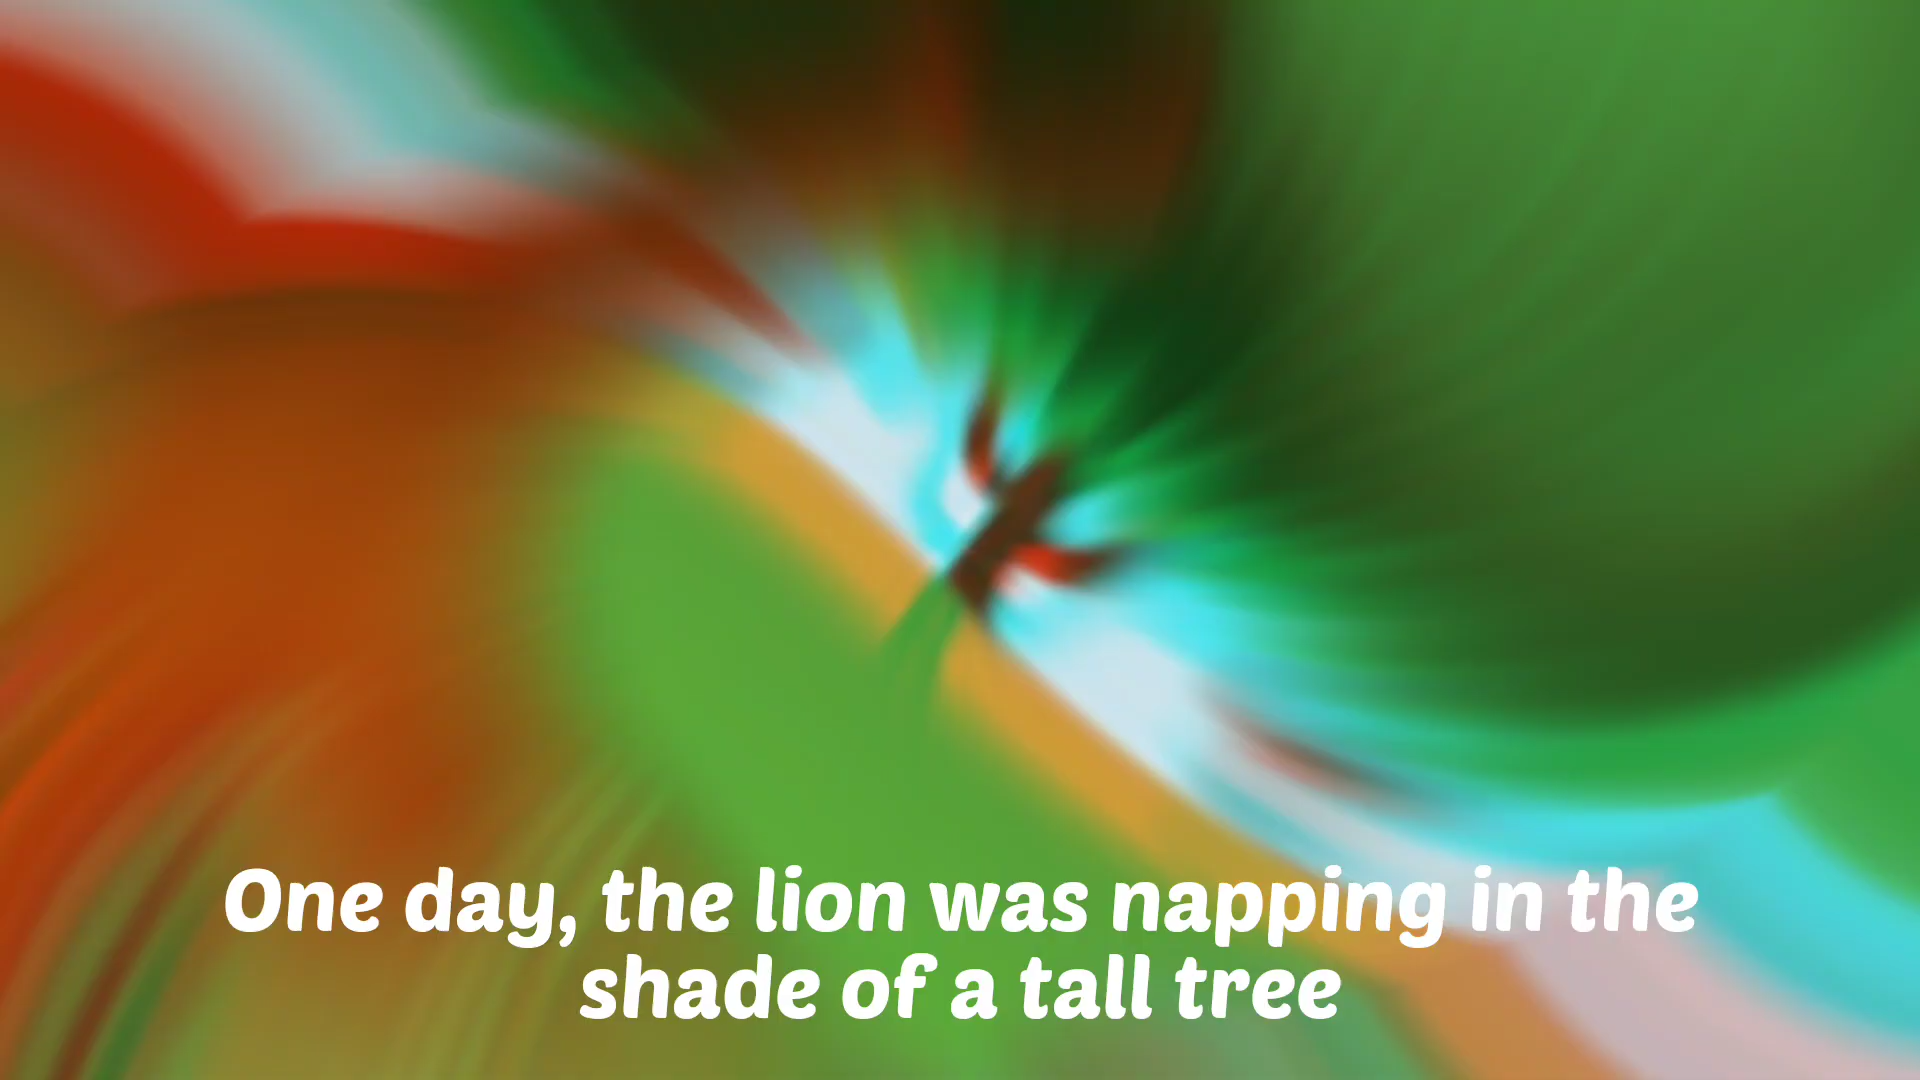 One day, the lion was napping in the
shade of a tall tree